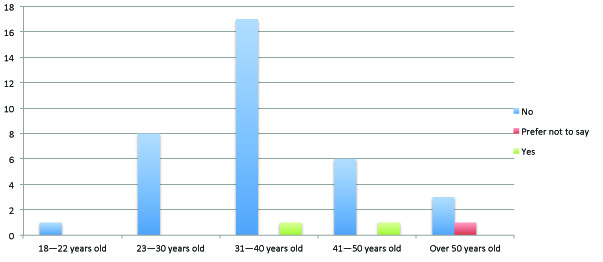 18
16
14
12
10
8
6
4
2
0
18—22 years old
23—30 years old
31—40 years old
41—50 years old
Over 50 years old
No
Prefer not to say
Yes